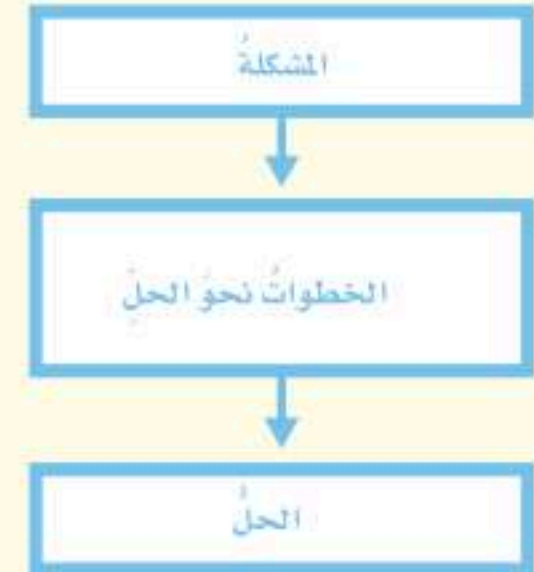 المشكلةُ
الخطواتُ نحوَ الحلِّ
الحلُّ